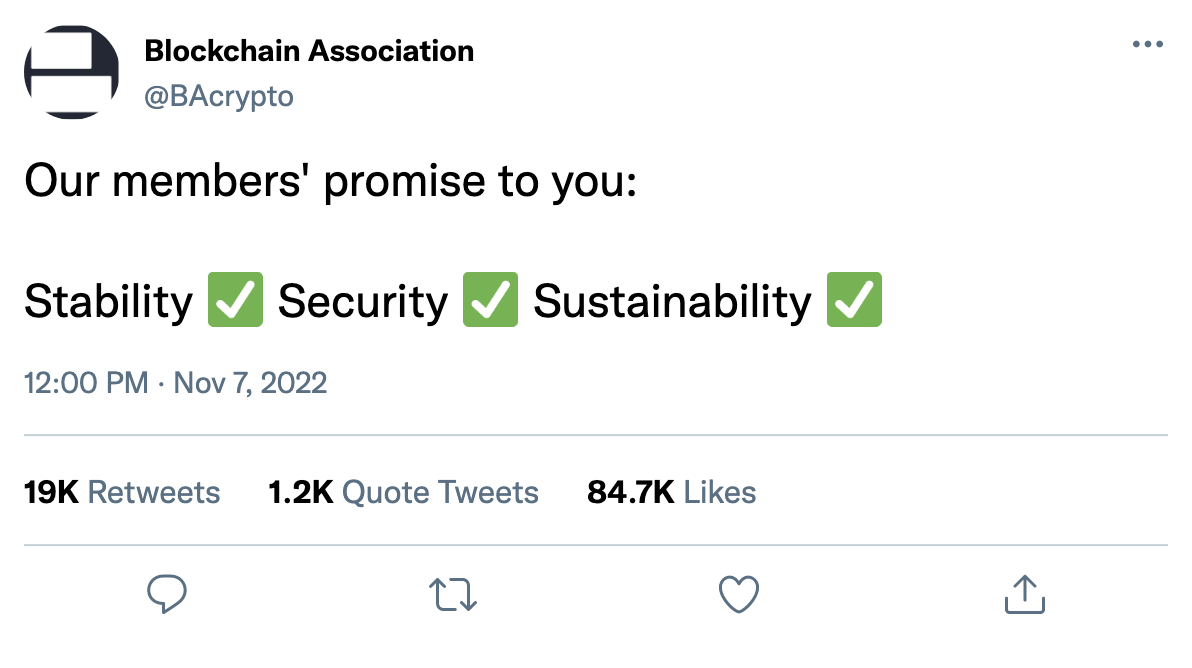 Blockchain Association
@BAcrypto
Our members' promise to you:
Stability ✅ Security ✅ Sustainability ✅
12:00 PM · Nov 7, 2022
19K Retweets 1.2K Quote Tweets 84.7K Likes